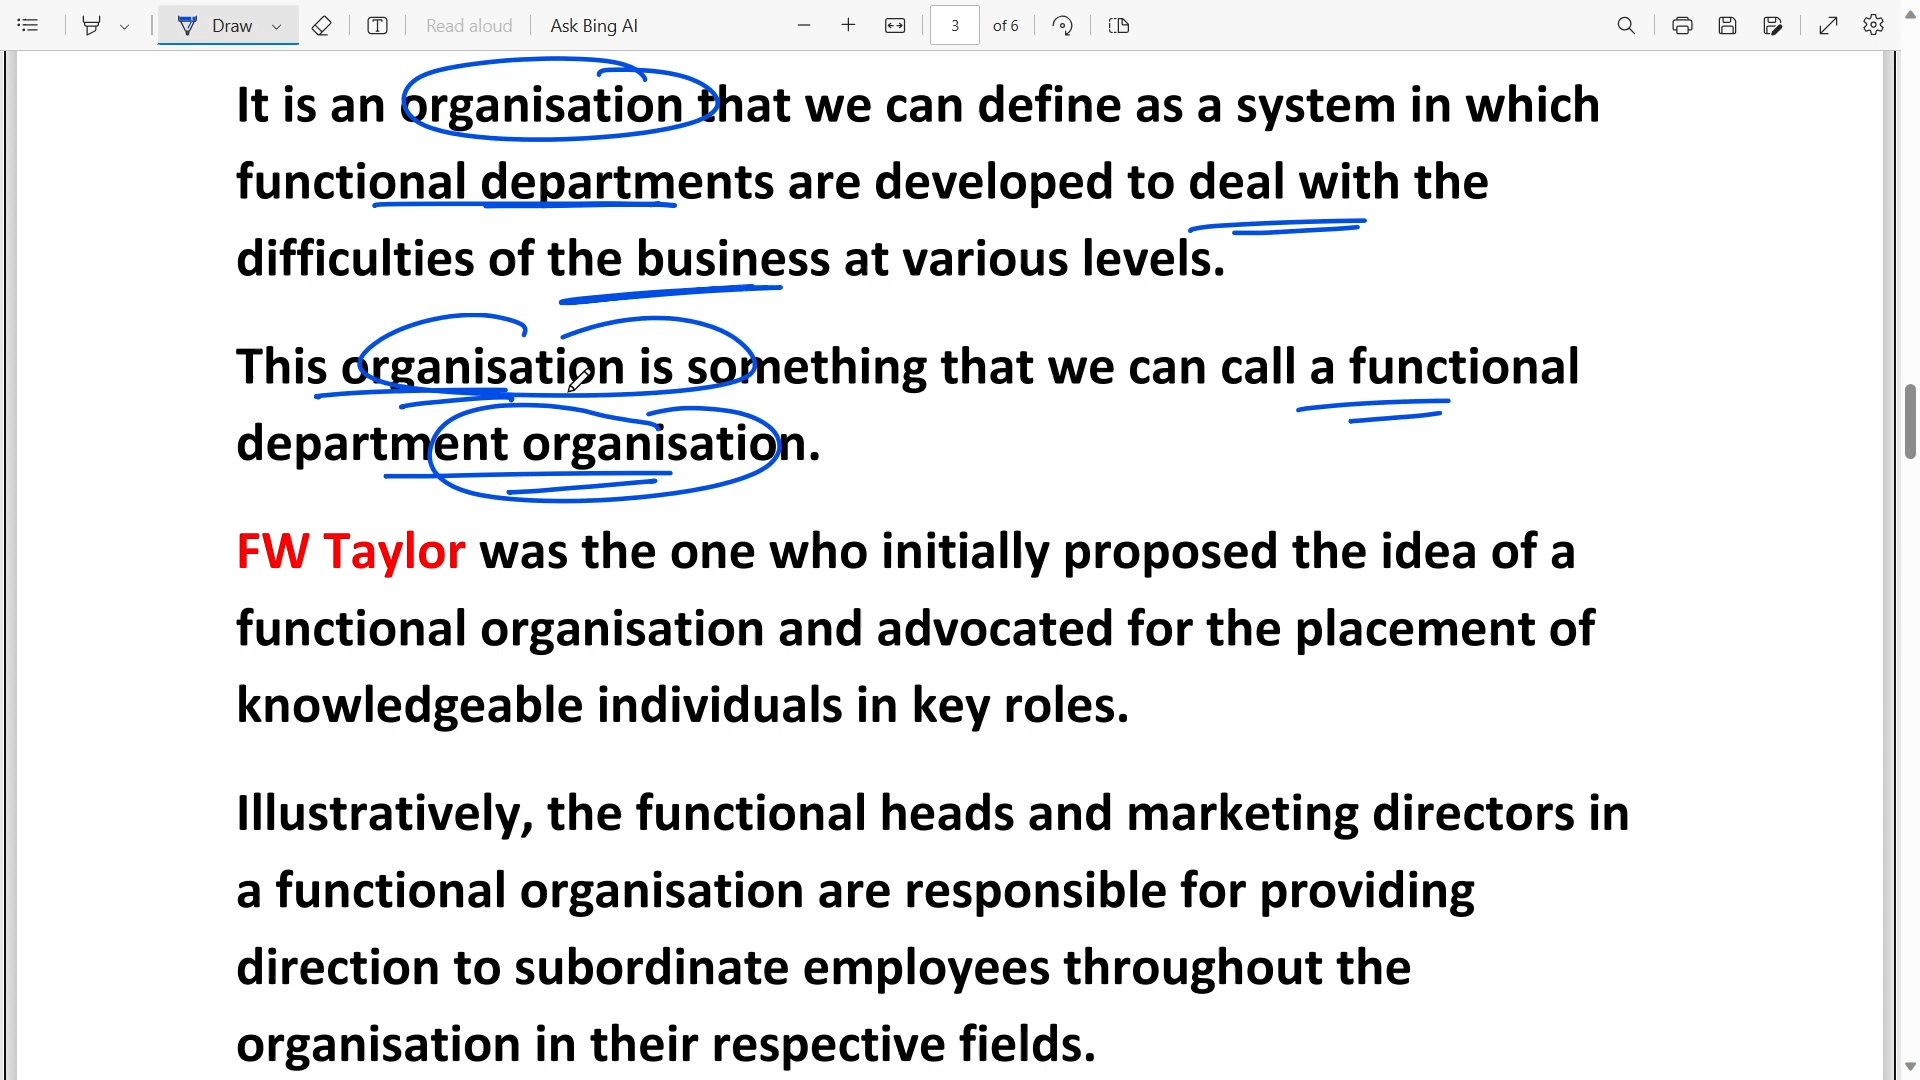 Draw
Read aloud
Ask Bing AI
3
of 6
It is an organisation that we can define as a system in which
functional departments are developed to deal with the
difficulties of the business at various levels.
This organisation is something that we can call a functional
department organisation.
FW Taylor was the one who initially proposed the idea of a
functional organisation and advocated for the placement of
knowledgeable individuals in key roles.
Illustratively, the functional heads and marketing directors in
a functional organisation are responsible for providing
direction to subordinate employees throughout the
organisation in their respective fields.